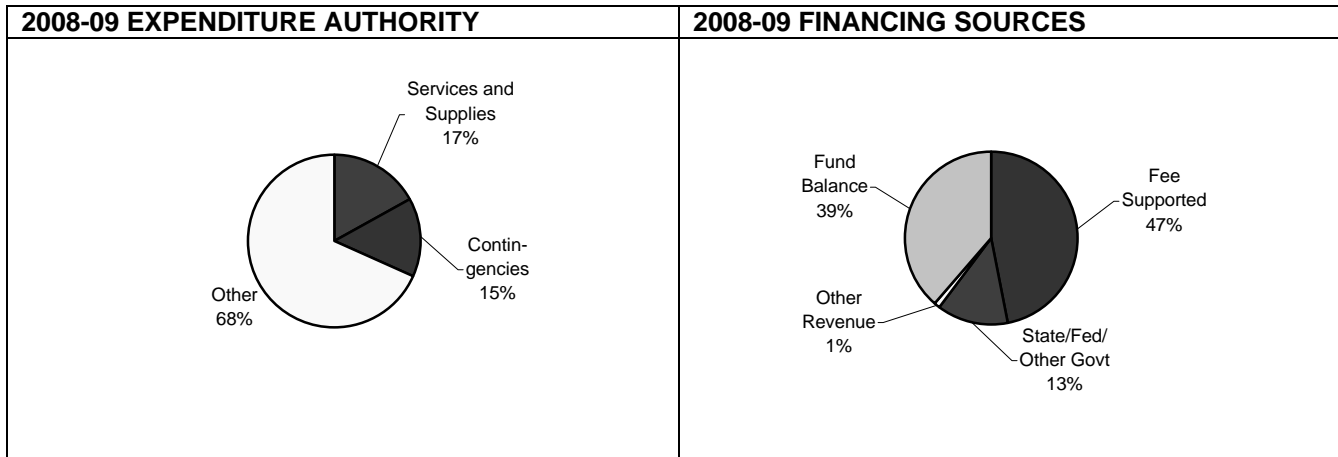 2008-09 EXPENDITURE AUTHORITY
Services and
Supplies
17%
Contin-
gencies
15%
Other
68%
2008-09 FINANCING SOURCES
Fund
Balance
39%
Fee
Supported
47%
Other
Revenue
1%
State/Fed/
Other Govt
13%